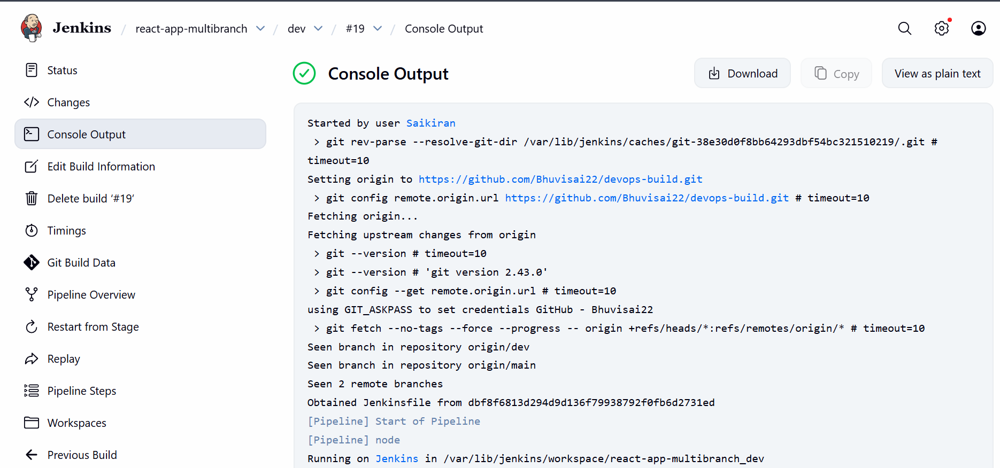 Jenkins / react-app-multibranch / dev / #19 / Console Output
Status
Changes
Console Output
Edit Build Information
Delete build ‘#19’
Timings
Git Build Data
Pipeline Overview
Restart from Stage
Replay
Pipeline Steps
Workspaces
Previous Build
Console Output
Download
Copy
View as plain text
Started by user Saikiran
> git rev-parse --resolve-git-dir /var/lib/jenkins/caches/git-38e30d0f8bb64293dbf54bc321510219/.git #
timeout=10
Setting origin to https://github.com/Bhuvisai22/devops-build.git
> git config remote.origin.url https://github.com/Bhuvisai22/devops-build.git # timeout=10
Fetching origin...
Fetching upstream changes from origin
> git --version # timeout=10
> git --version # 'git version 2.43.0'
> git config --get remote.origin.url # timeout=10
using GIT_ASKPASS to set credentials GitHub - Bhuvisai22
> git fetch --no-tags --force --progress -- origin +refs/heads/*:refs/remotes/origin/* # timeout=10
Seen branch in repository origin/dev
Seen branch in repository origin/main
Seen 2 remote branches
Obtained Jenkinsfile from dbf8f6813d294d9d136f79938792f0fb6d2731ed
[Pipeline] Start of Pipeline
[Pipeline] node
Running on Jenkins in /var/lib/jenkins/workspace/react-app-multibranch_dev